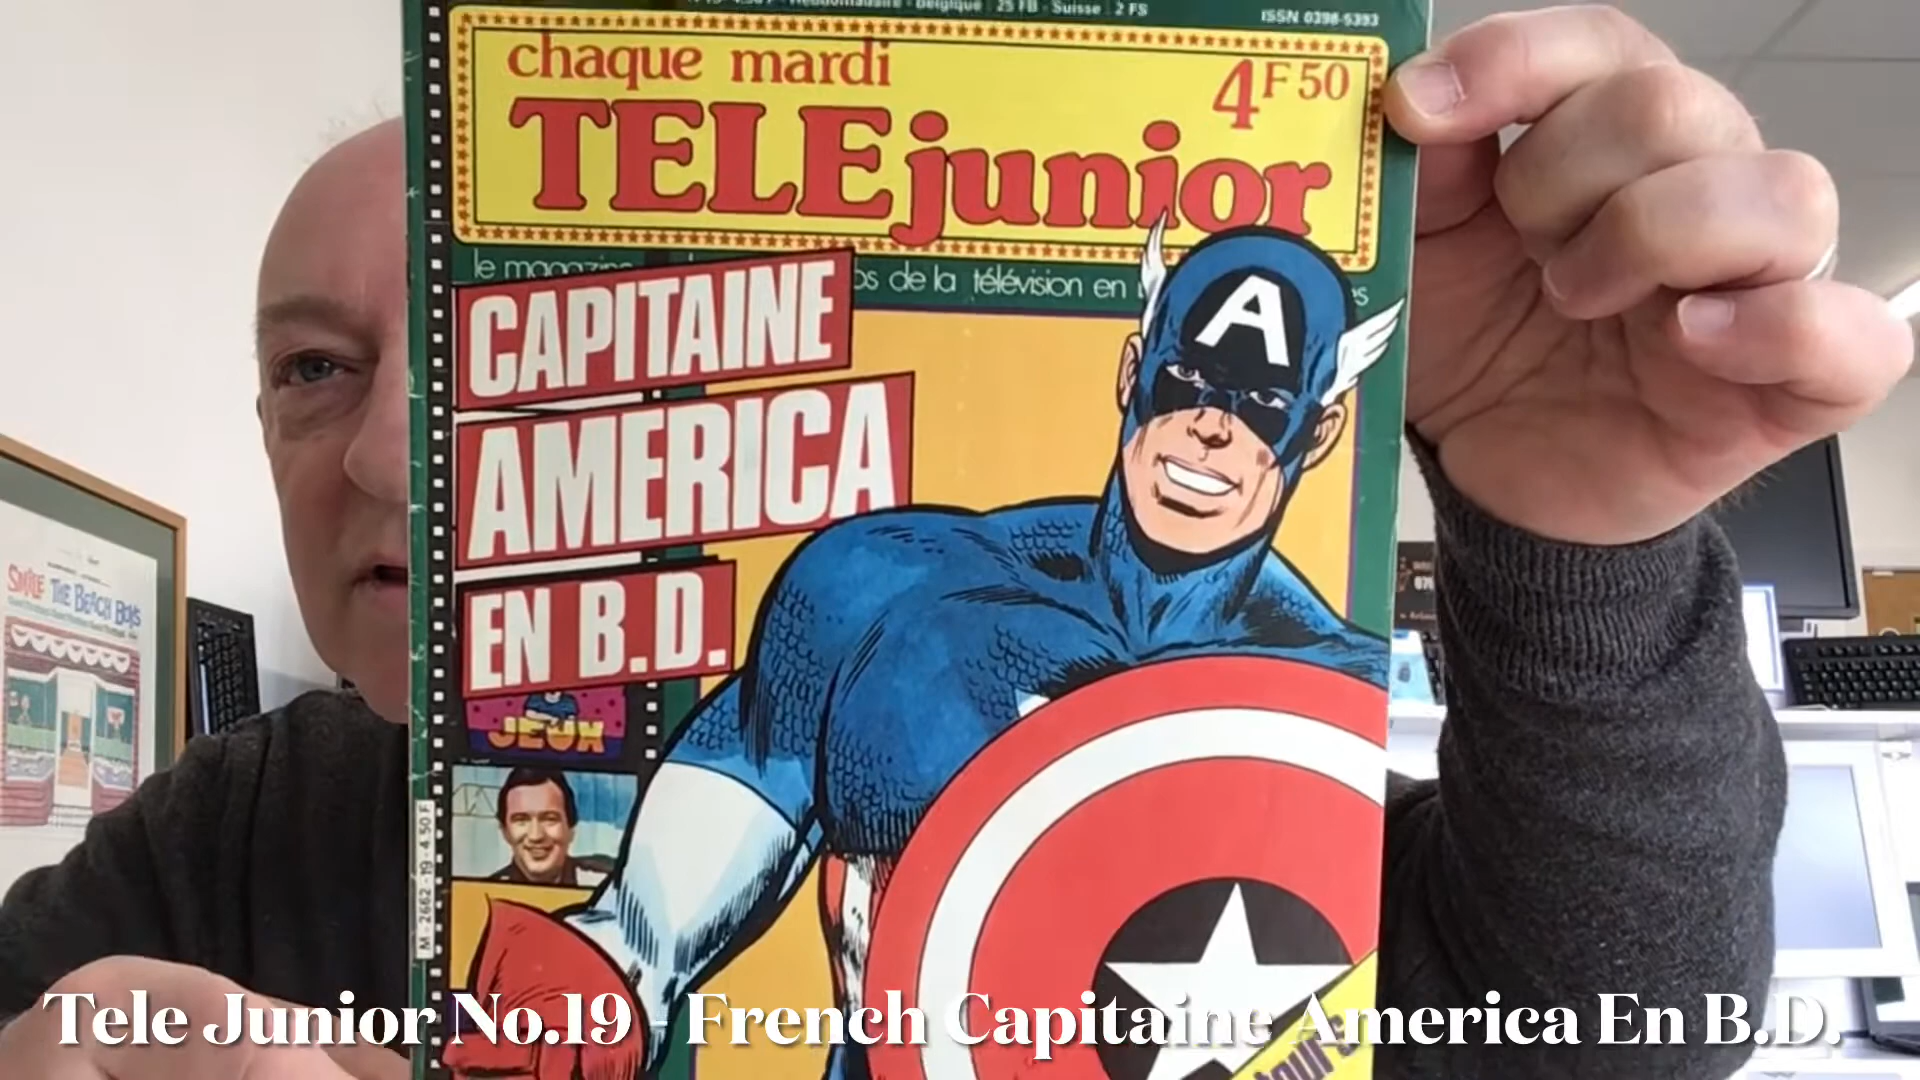 Hebdomadaire - Belgique : 25 FB - Suisse : 2 FS
ISSN 0398-5393
chaque mardi
4F50
TELEjunior
le magazine
de la télévision en
CAPITAINE
A
AMERICA
EN B.D.
JEUX
M - 2662 - 19 - 4.50 F
SMiLE THE BEACH BOYS
Tele Junior No.19 - French Capitaine America En B.D.